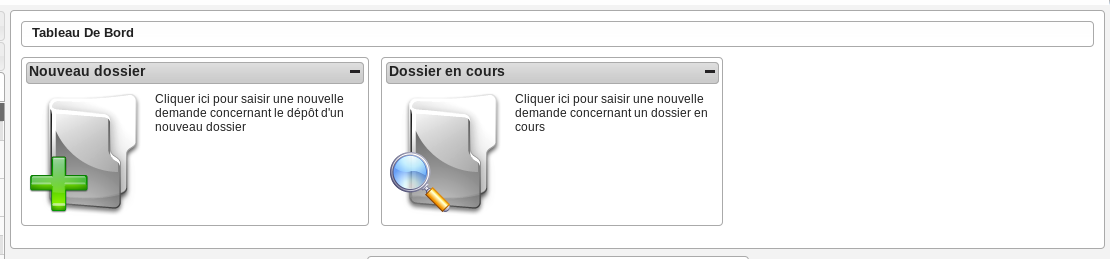 Tableau De Bord
Nouveau dossier
Cliquer ici pour saisir une nouvelle
demande concernant le dépôt d'un
nouveau dossier
Dossier en cours
Cliquer ici pour saisir une nouvelle
demande concernant un dossier en
cours